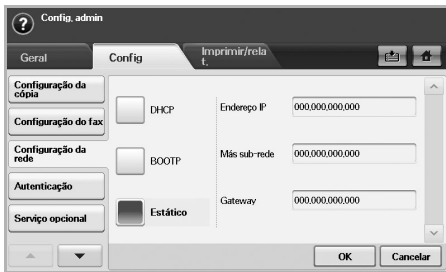 Config. admin
Geral
Config
Imprimir/rela
t.
Configuração da
cópia
Configuração do fax
Configuração da
rede
Autenticação
Serviço opcional
DHCP
BOOTP
Estático
Endereço IP
000,000,000,000
Más sub-rede
000,000,000,000
Gateway
000,000,000,000
OK
Cancelar